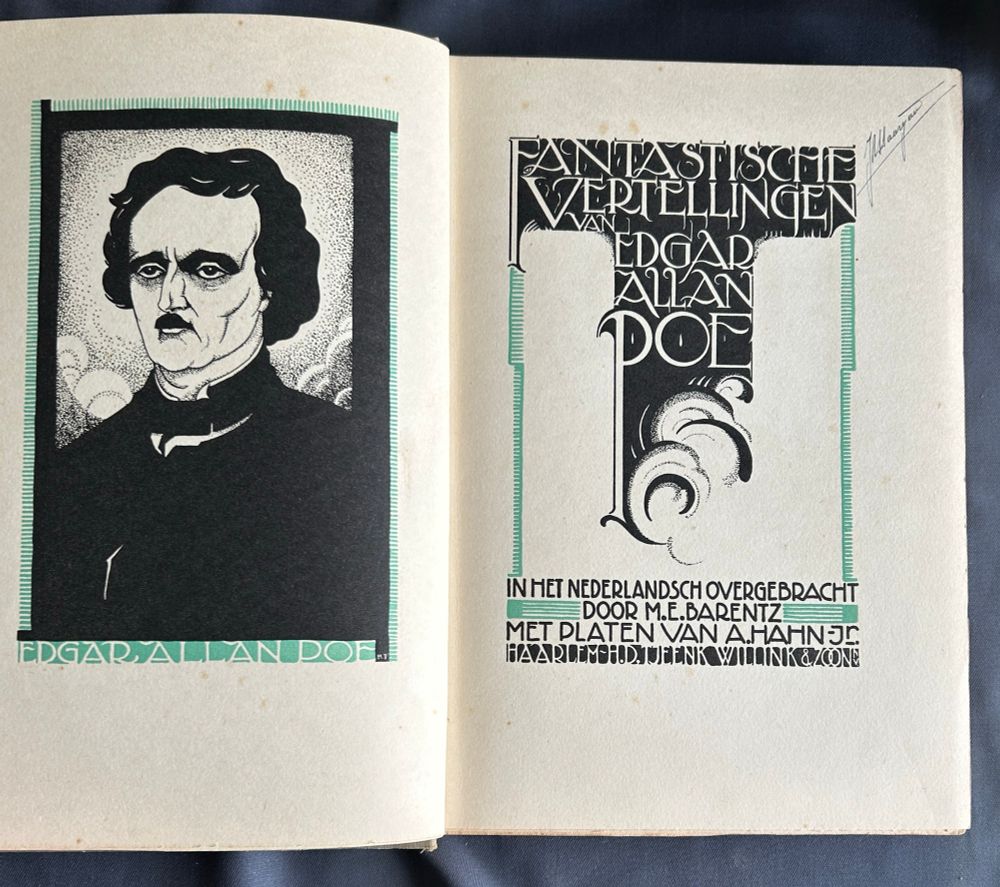 EDGAR ALLAN POE
FANTASTISCHE
VERTELLINGEN
VAN EDGAR
ALLAN
POE
IN HET NEDERLANDSCH OVERGEBRACHT
DOOR M.E. BARENTZ
MET PLATEN VAN A. HAHN Jr.
HAARLEM · H.D. TJEENK WILLINK & ZOON